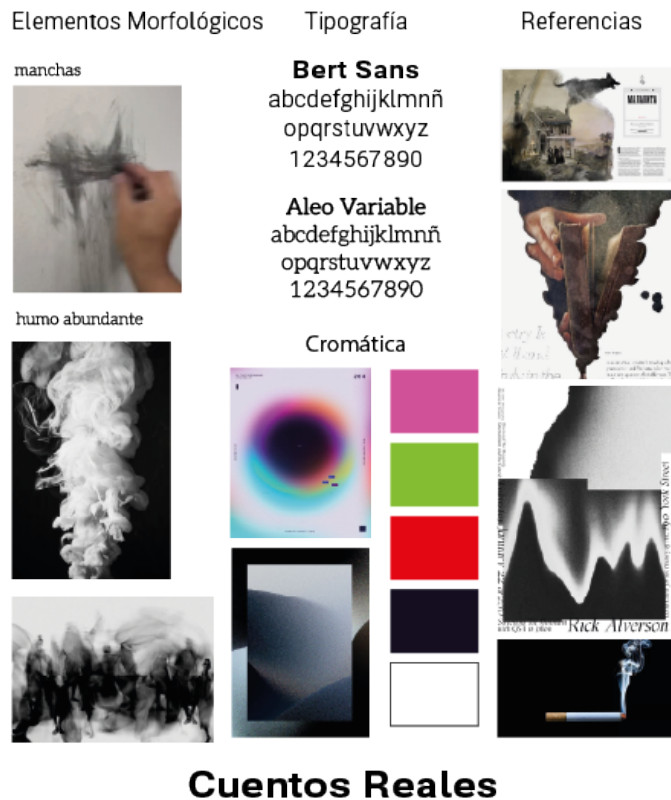 Elementos Morfológicos
manchas
humo abundante
Tipografía
Bert Sans
abcdefghijklmnñ
opqrstuvwxyz
1234567890
Aleo Variable
abcdefghijklmnñ
opqrstuvwxyz
1234567890
Cromática
Referencias
Rick Alverson
Cuentos Reales